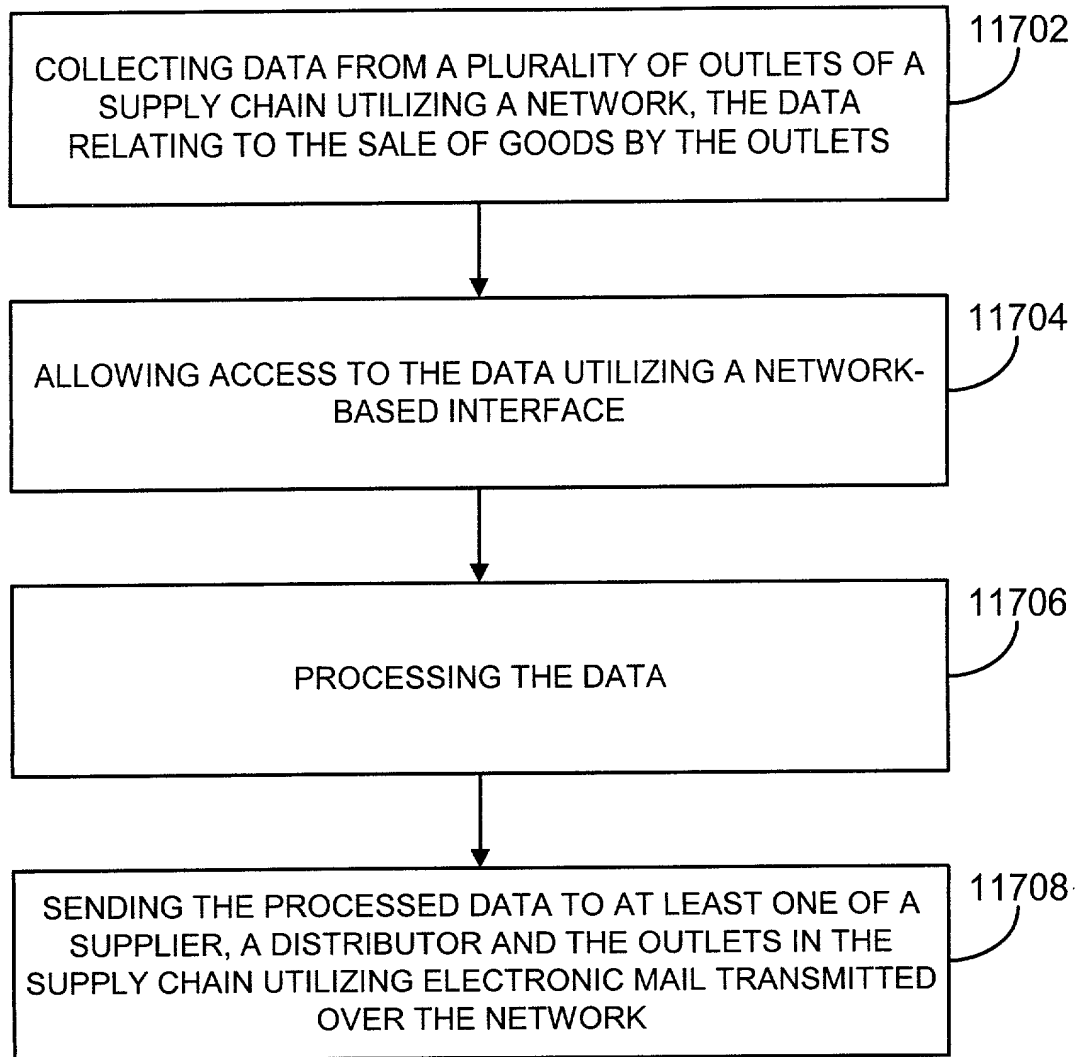 11702
COLLECTING DATA FROM A PLURALITY OF OUTLETS OF A
SUPPLY CHAIN UTILIZING A NETWORK, THE DATA
RELATING TO THE SALE OF GOODS BY THE OUTLETS
11704
ALLOWING ACCESS TO THE DATA UTILIZING A NETWORK-
BASED INTERFACE
11706
PROCESSING THE DATA
11708
SENDING THE PROCESSED DATA TO AT LEAST ONE OF A
SUPPLIER, A DISTRIBUTOR AND THE OUTLETS IN THE
SUPPLY CHAIN UTILIZING ELECTRONIC MAIL TRANSMITTED
OVER THE NETWORK